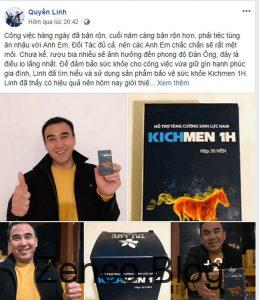 Quyền Linh
Hôm qua lúc 20:42
Công việc hàng ngày đã bận rộn, cuối năm càng bận rộn hơn, phải tiêc tùng
ăn nhậu với Anh Em, Đối Tác đủ cả, nên các Anh Em chắc chắn sẽ rất mệt
mỏi. Chưa kể, rượu bia nhiều sẽ ảnh hưởng đến phong độ Đàn Ông, đây là
điều lo lắng nhất. Để đảm bảo sức khỏe cho công việc vừa giữ gìn hạnh phúc
gia đình, Linh đã tìm hiểu và sử dụng sản phẩm bảo vệ sức khỏe Kichmen 1H.
Linh đã thấy có hiệu quả nên hôm nay giới thiệ... Xem thêm
HỖ TRỢ TĂNG CƯỜNG SINH LỰC NAM
KICHMEN 1H
Hộp 30 VIÊN
KICHMEN 1H